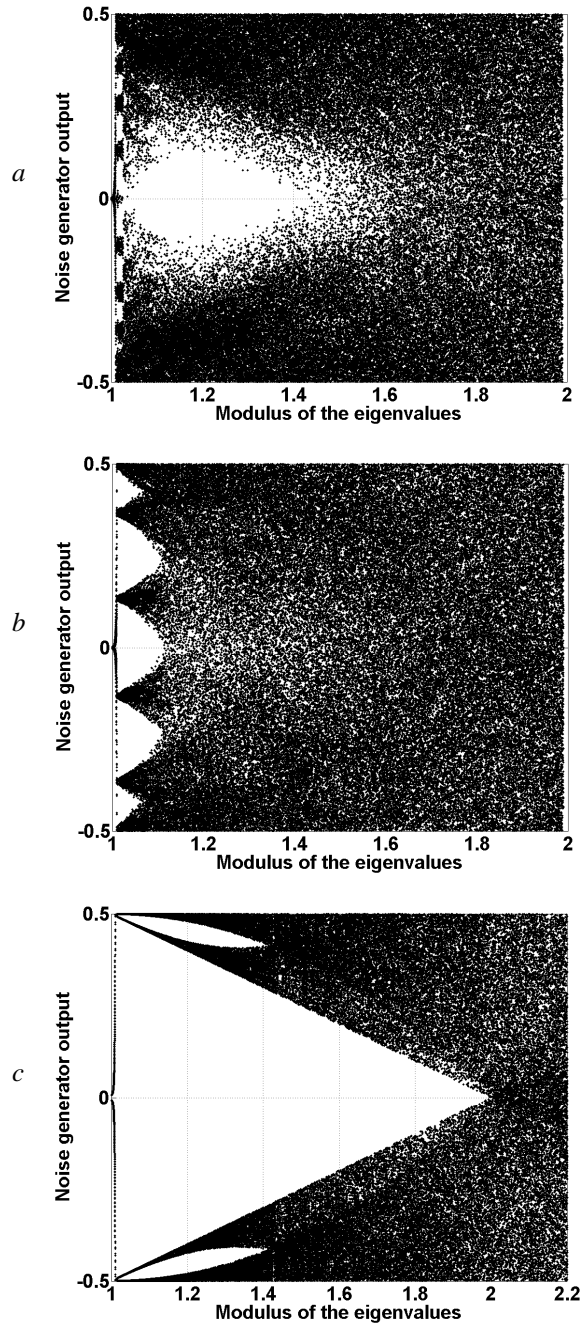 a
0.5
Noise generator output
0
-0.5
1 1.2 1.4 1.6 1.8 2
Modulus of the eigenvalues
b
0.5
Noise generator output
0
-0.5
1 1.2 1.4 1.6 1.8 2
Modulus of the eigenvalues
c
0.5
Noise generator output
0
-0.5
1 1.2 1.4 1.6 1.8 2 2.2
Modulus of the eigenvalues